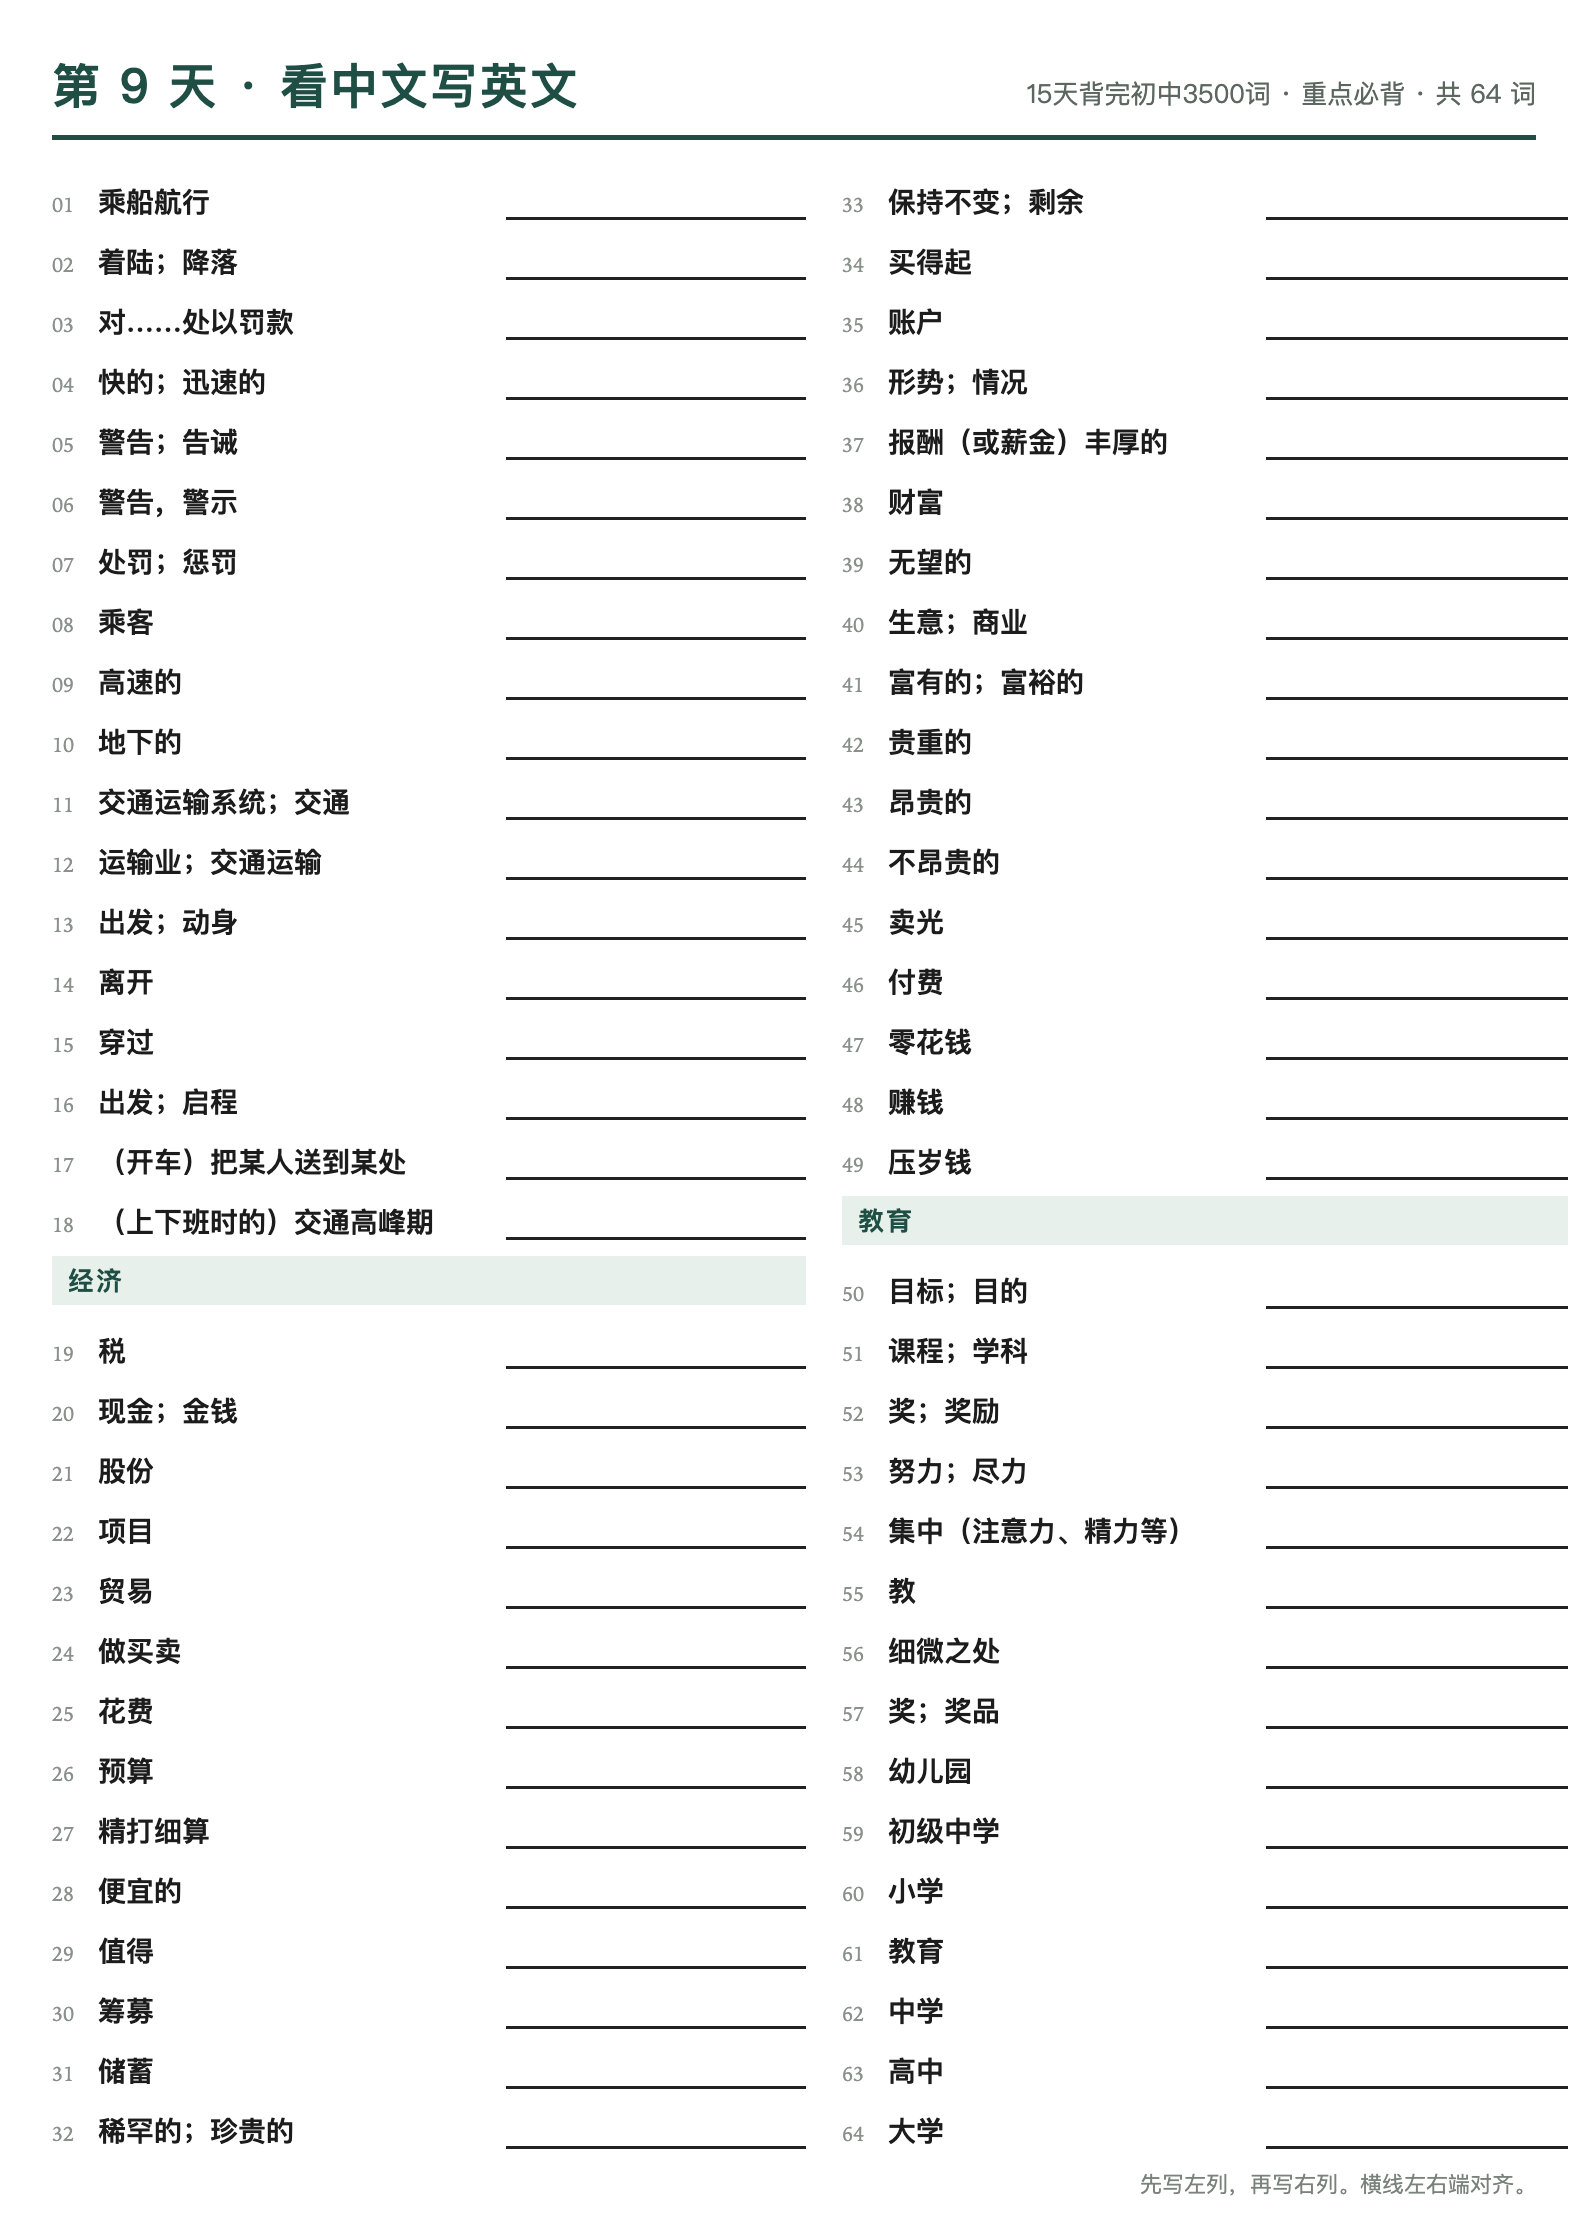 第 9 天 · 看中文写英文
15天背完初中3500词 · 重点必背 · 共 64 词
01 乘船航行
02 着陆；降落
03 对……处以罚款
04 快的；迅速的
05 警告；告诫
06 警告，警示
07 处罚；惩罚
08 乘客
09 高速的
10 地下的
11 交通运输系统；交通
12 运输业；交通运输
13 出发；动身
14 离开
15 穿过
16 出发；启程
17 （开车）把某人送到某处
18 （上下班时的）交通高峰期
经济
19 税
20 现金；金钱
21 股份
22 项目
23 贸易
24 做买卖
25 花费
26 预算
27 精打细算
28 便宜的
29 值得
30 筹募
31 储蓄
32 稀罕的；珍贵的
33 保持不变；剩余
34 买得起
35 账户
36 形势；情况
37 报酬（或薪金）丰厚的
38 财富
39 无望的
40 生意；商业
41 富有的；富裕的
42 贵重的
43 昂贵的
44 不昂贵的
45 卖光
46 付费
47 零花钱
48 赚钱
49 压岁钱
教育
50 目标；目的
51 课程；学科
52 奖；奖励
53 努力；尽力
54 集中（注意力、精力等）
55 教
56 细微之处
57 奖；奖品
58 幼儿园
59 初级中学
60 小学
61 教育
62 中学
63 高中
64 大学
先写左列，再写右列。横线左右端对齐。